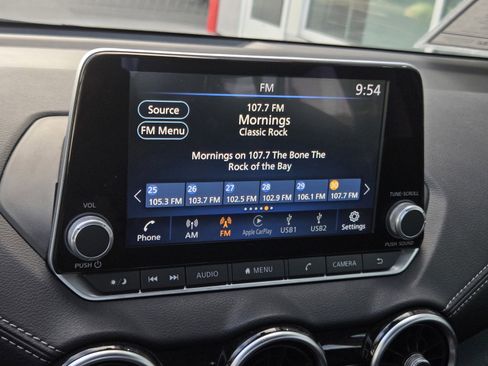 FM
9:54
Source
107.7 FM
Mornings
Classic Rock
FM Menu
Mornings on 107.7 The Bone The
Rock of the Bay
25 26 27 28 29 30
105.3 FM 103.7 FM 102.5 FM 102.9 FM 106.1 FM 107.7 FM
Phone AM FM Apple CarPlay USB1 USB2 Settings
VOL
PUSH
TUNE·SCROLL
PUSH SOUND
AUDIO MENU CAMERA